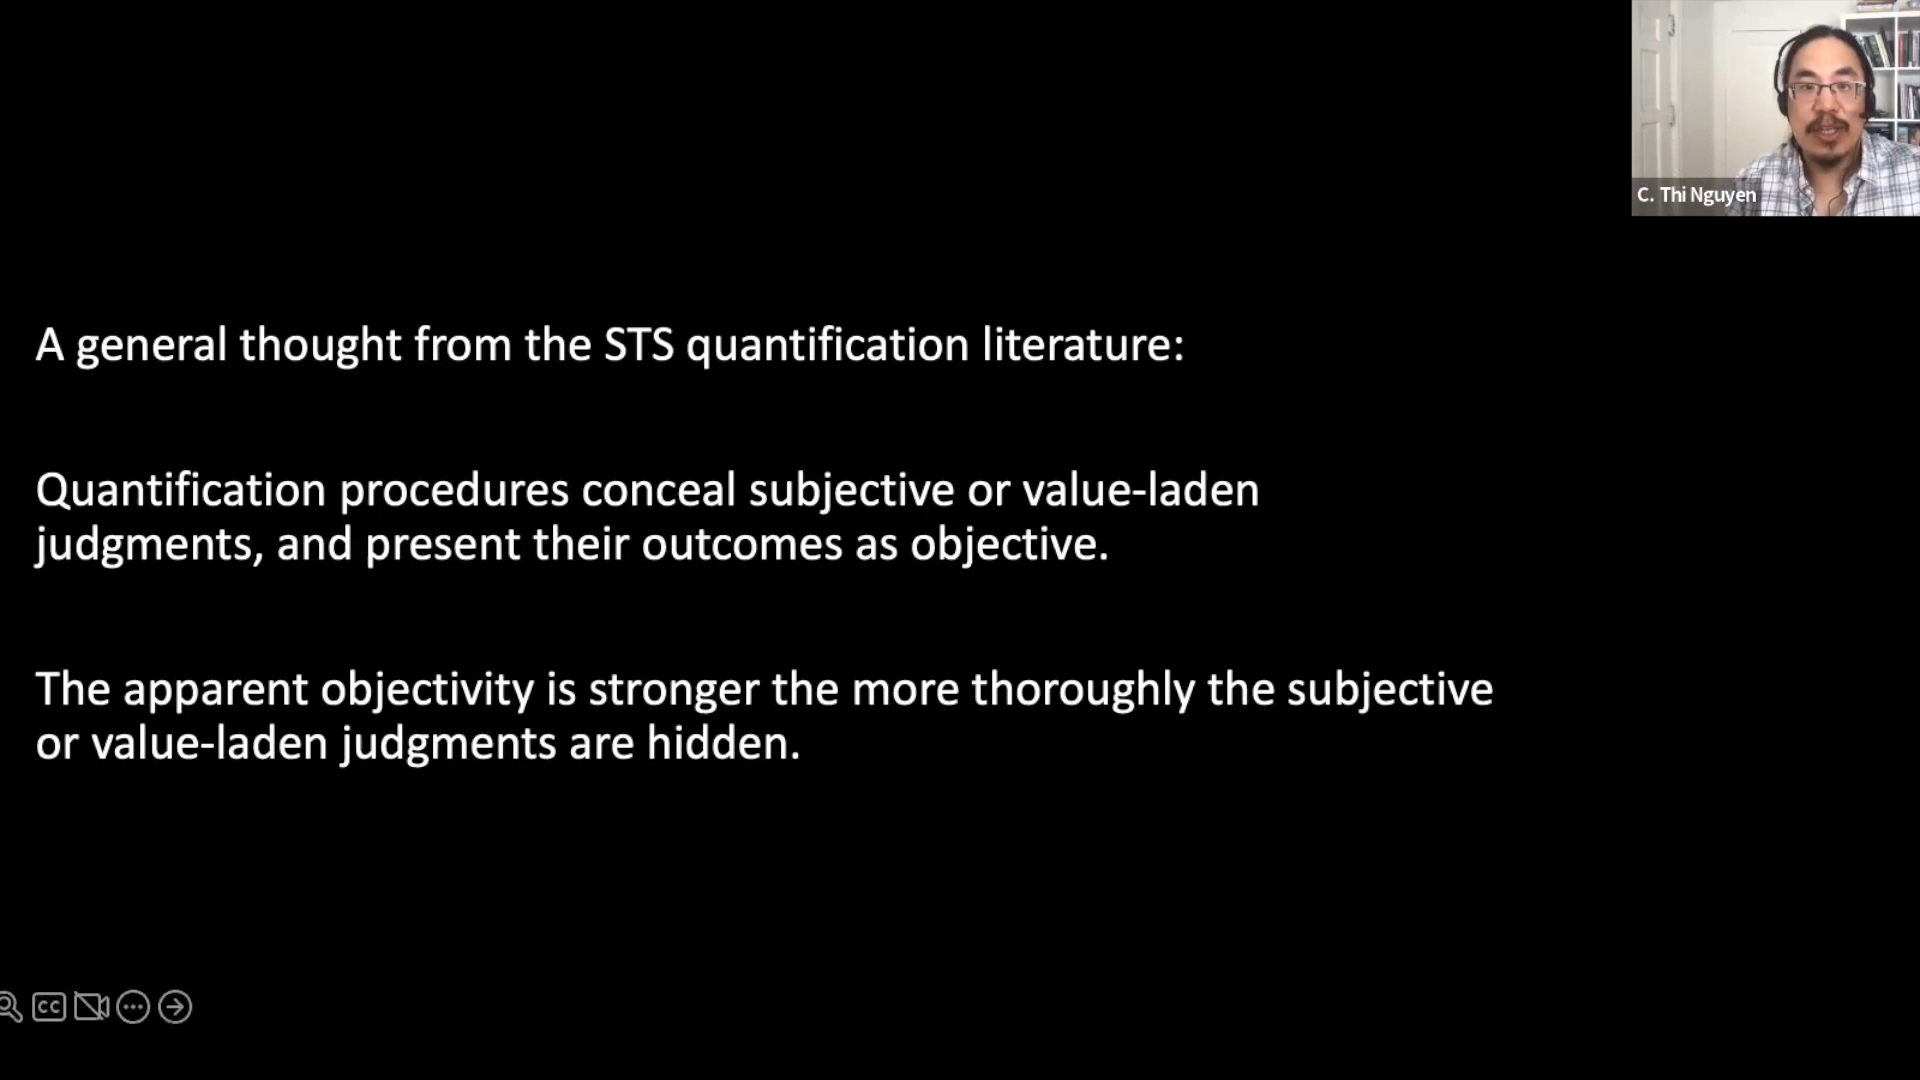 C. Thi Nguyen
A general thought from the STS quantification literature:
Quantification procedures conceal subjective or value-laden
judgments, and present their outcomes as objective.
The apparent objectivity is stronger the more thoroughly the subjective
or value-laden judgments are hidden.
CC